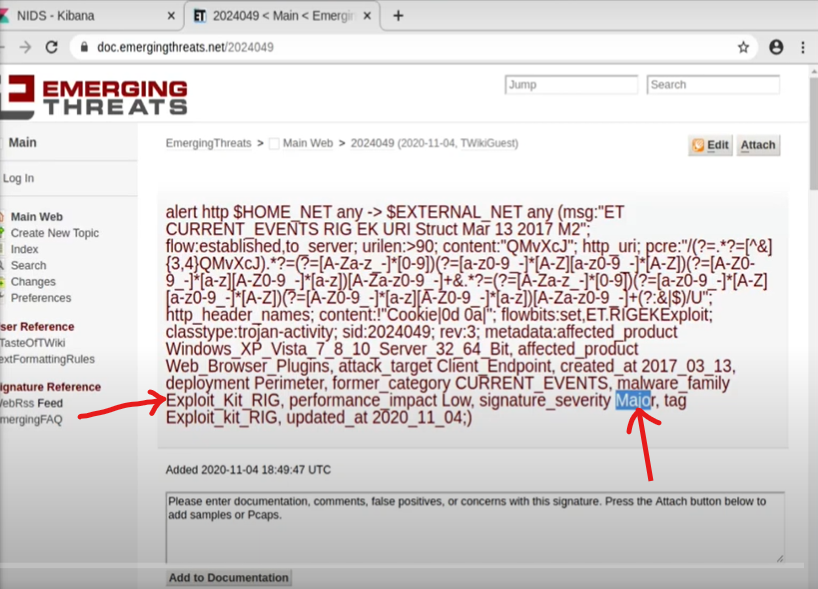 NIDS - Kibana
ET 2024049 < Main < Emergin
doc.emergingthreats.net/2024049
EMERGING
THREATS
Jump
Search
Main
EmergingThreats > Main Web > 2024049 (2020-11-04, TWikiGuest)
Edit
Attach
Log In
Main Web
Create New Topic
Index
Search
Changes
Preferences
ser Reference
TasteOfTWiki
extFormattingRules
ignature Reference
ebRss Feed
mergingFAQ
alert http $HOME_NET any -> $EXTERNAL_NET any (msg:"ET
CURRENT_EVENTS RIG EK URI Struct Mar 13 2017 M2";
flow:established,to_server; urilen:>90; content:"QMvXcJ"; http_uri; pcre:"/(?=.*?=[^&]
{3,4}QMvXcJ).*?=(?=[A-Za-z_-]*[0-9])(?=[a-z0-9_-]*[A-Z][a-z0-9_-]*[A-Z])(?=[A-Z0-
9_-]*[a-z][A-Z0-9_-]*[a-z])[A-Za-z0-9_-]+&.*?=(?=[A-Za-z_-]*[0-9])(?=[a-z0-9_-]*[A-Z]
[a-z0-9_-]*[A-Z])(?=[A-Z0-9_-]*[a-z][A-Z0-9_-]*[a-z])[A-Za-z0-9_-]+(?:&|$)/U";
http_header_names; content:!"Cookie|0d 0a|"; flowbits:set,ET.RIGEKExploit;
classtype:trojan-activity; sid:2024049; rev:3; metadata:affected_product
Windows_XP_Vista_7_8_10_Server_32_64_Bit, affected_product
Web_Browser_Plugins, attack_target Client_Endpoint, created_at 2017_03_13,
deployment Perimeter, former_category CURRENT_EVENTS, malware_family
Exploit_Kit_RIG, performance_impact Low, signature_severity Major, tag
Exploit_kit_RIG, updated_at 2020_11_04;)
Added 2020-11-04 18:49:47 UTC
Please enter documentation, comments, false positives, or concerns with this signature. Press the Attach button below to
add samples or Pcaps.
Add to Documentation